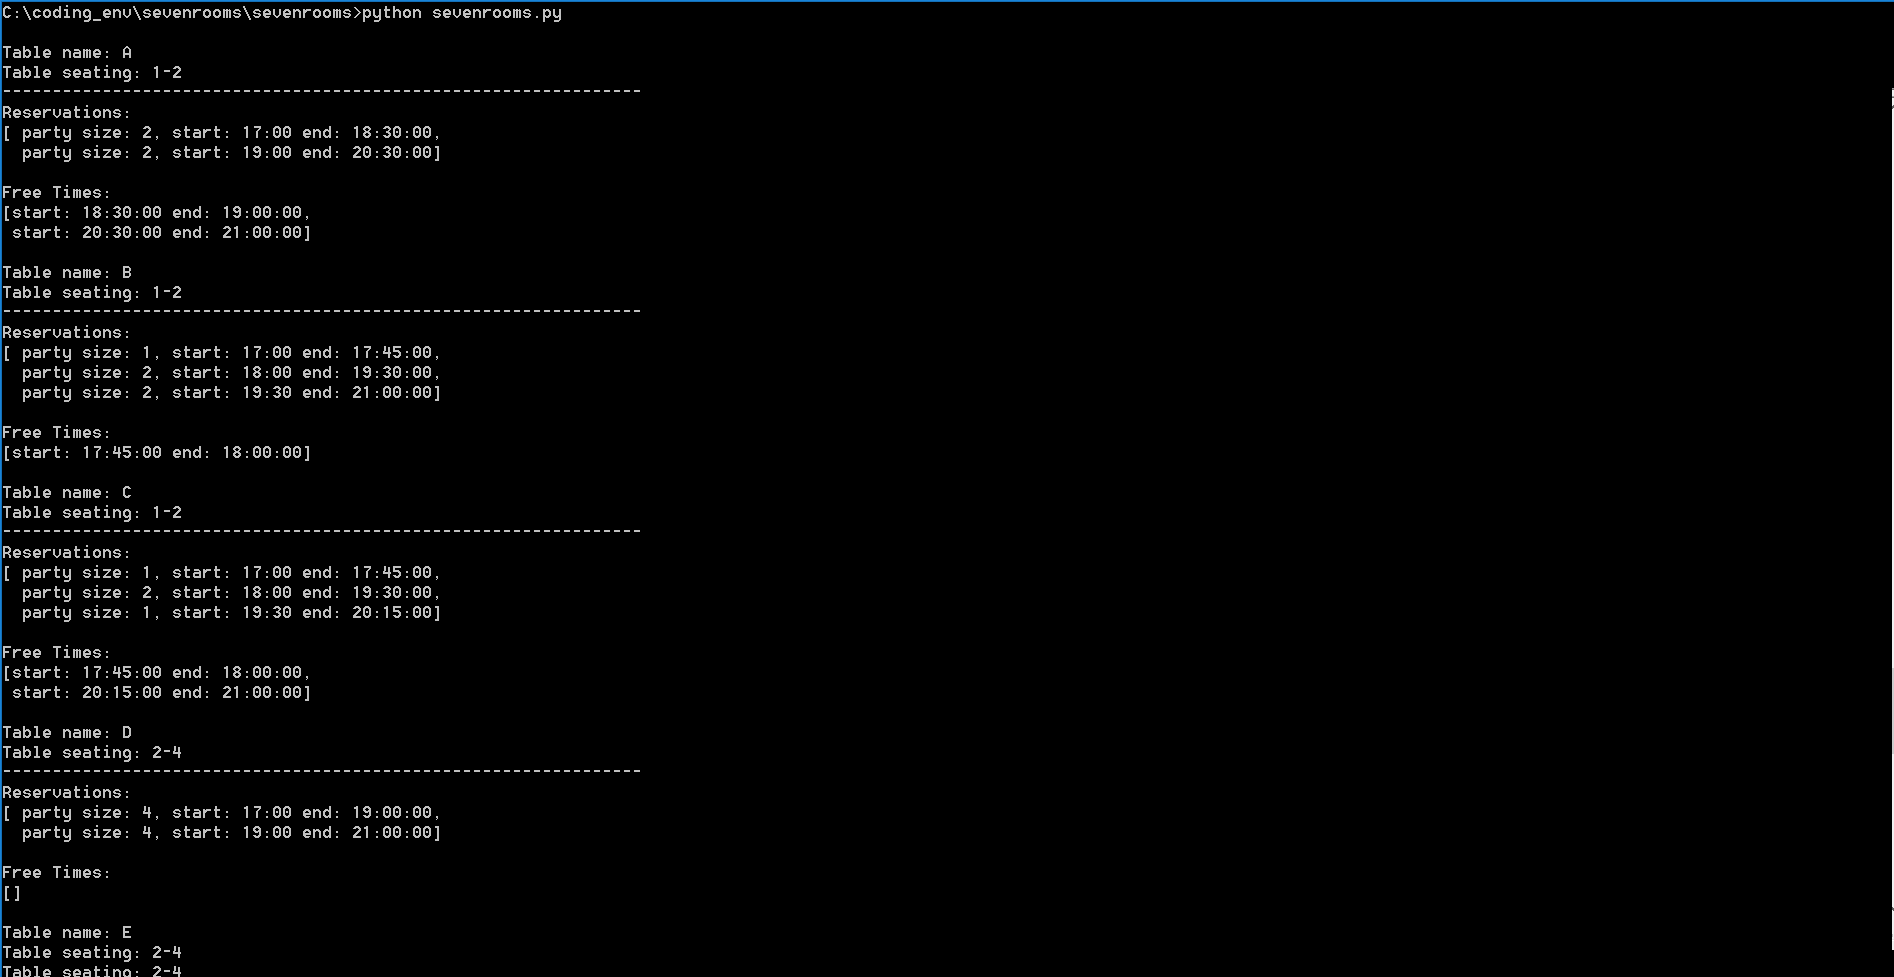 C:\coding_env\sevenrooms\sevenrooms>python sevenrooms.py
Table name: A
Table seating: 1-2
----------------------------------------------------------------
Reservations:
[ party size: 2, start: 17:00 end: 18:30:00,
  party size: 2, start: 19:00 end: 20:30:00]
Free Times:
[start: 18:30:00 end: 19:00:00,
 start: 20:30:00 end: 21:00:00]
Table name: B
Table seating: 1-2
----------------------------------------------------------------
Reservations:
[ party size: 1, start: 17:00 end: 17:45:00,
  party size: 2, start: 18:00 end: 19:30:00,
  party size: 2, start: 19:30 end: 21:00:00]
Free Times:
[start: 17:45:00 end: 18:00:00]
Table name: C
Table seating: 1-2
----------------------------------------------------------------
Reservations:
[ party size: 1, start: 17:00 end: 17:45:00,
  party size: 2, start: 18:00 end: 19:30:00,
  party size: 1, start: 19:30 end: 20:15:00]
Free Times:
[start: 17:45:00 end: 18:00:00,
 start: 20:15:00 end: 21:00:00]
Table name: D
Table seating: 2-4
----------------------------------------------------------------
Reservations:
[ party size: 4, start: 17:00 end: 19:00:00,
  party size: 4, start: 19:00 end: 21:00:00]
Free Times:
[]
Table name: E
Table seating: 2-4
Table seating: 2-4